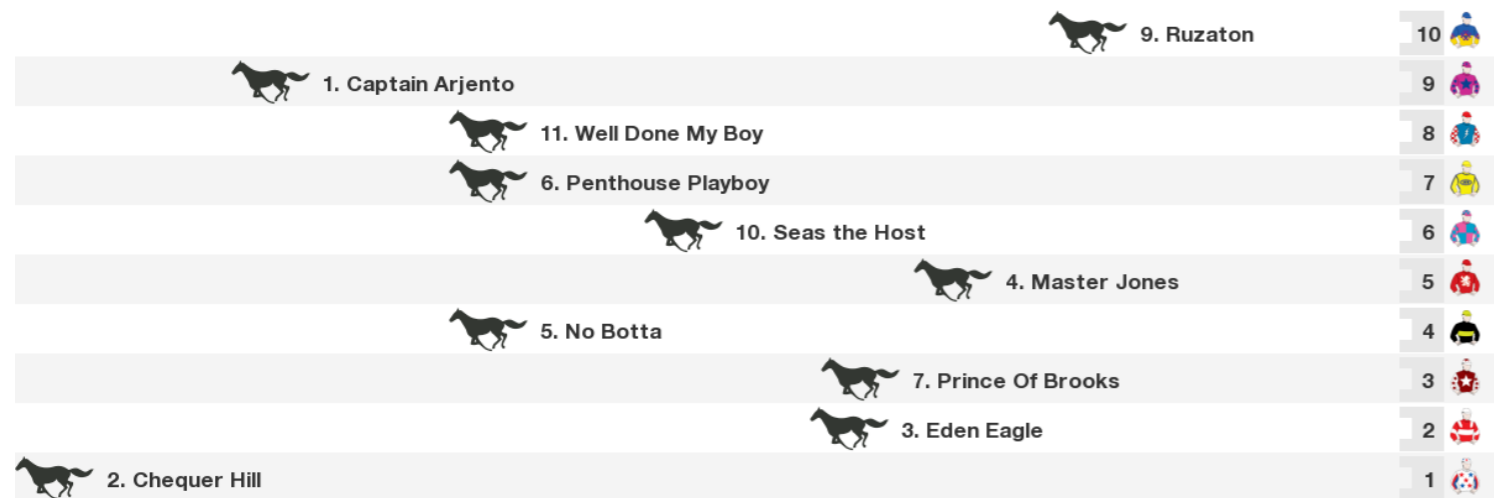 9. Ruzaton 10
1. Captain Arjento 9
11. Well Done My Boy 8
6. Penthouse Playboy 7
10. Seas the Host 6
4. Master Jones 5
5. No Botta 4
7. Prince Of Brooks 3
3. Eden Eagle 2
2. Chequer Hill 1